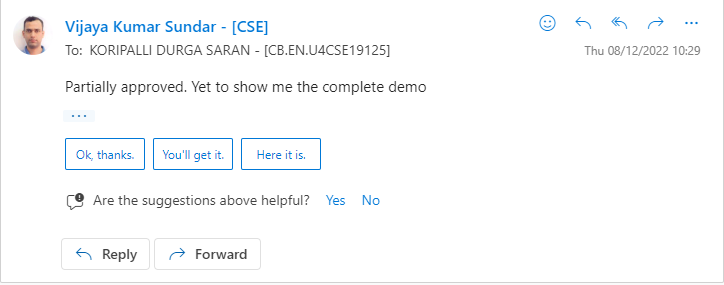 Vijaya Kumar Sundar - [CSE]
To: KORIPALLI DURGA SARAN - [CB.EN.U4CSE19125]
Thu 08/12/2022 10:29
Partially approved. Yet to show me the complete demo
...
Ok, thanks.
You'll get it.
Here it is.
Are the suggestions above helpful? Yes No
Reply
Forward